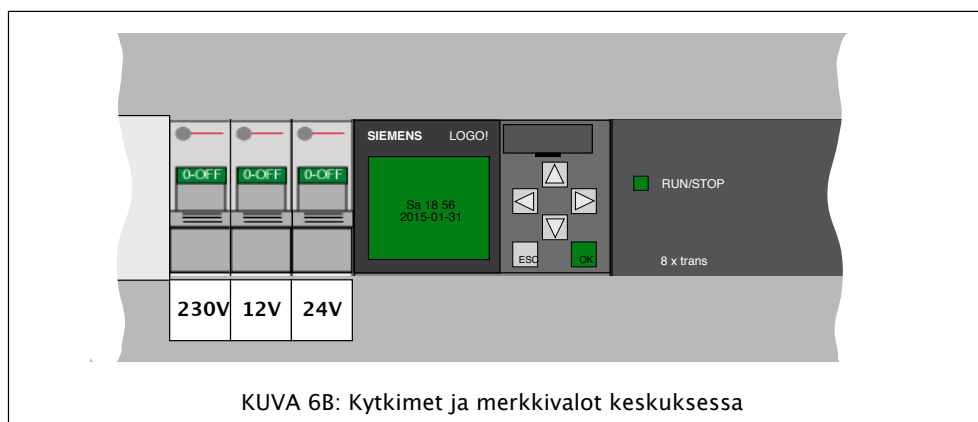 SIEMENS LOGO!
0-OFF 0-OFF 0-OFF
RUN/STOP
Sa 18 56
2015-01-31
ESC OK 8 x trans
230V 12V 24V
KUVA 6B: Kytkimet ja merkkivalot keskuksessa